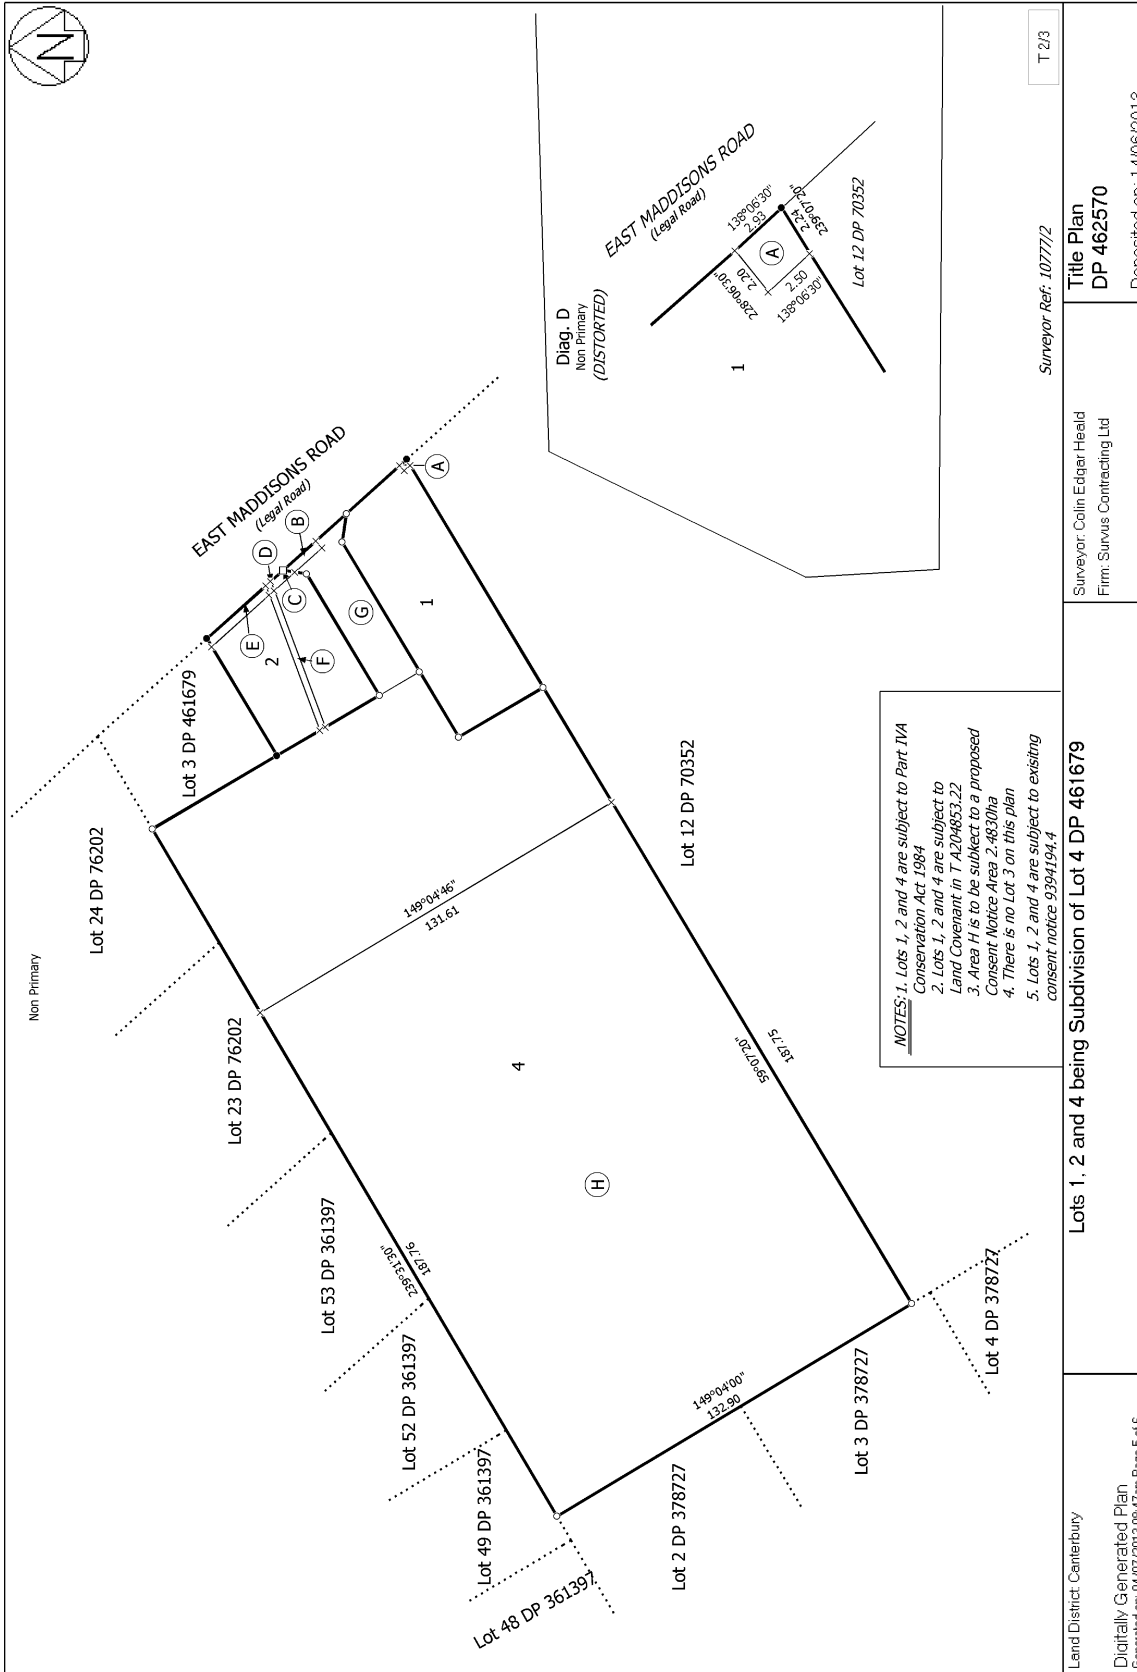 N
Non Primary
Lot 24 DP 76202
Lot 3 DP 461679
EAST MADDISONS ROAD
(Legal Road)
Lot 23 DP 76202
Lot 53 DP 361397
Lot 52 DP 361397
Lot 49 DP 361397
Lot 48 DP 361397
Lot 2 DP 378727
Lot 3 DP 378727
Lot 4 DP 378727
Lot 12 DP 70352
149°04'46"
131.61
239°31'30"
187.76
149°04'00"
132.90
59°07'20"
187.75
4
H
2
E
F
D
C
B
G
1
A
Diag. D
Non Primary
(DISTORTED)
EAST MADDISONS ROAD
(Legal Road)
138°06'30"
2.93
228°06'30"
2.20
A
2.50
138°06'30"
2.24
239°07'20"
Lot 12 DP 70352
1
NOTES: 1. Lots 1, 2 and 4 are subject to Part IVA
Conservation Act 1984
2. Lots 1, 2 and 4 are subject to
Land Covenant in T A204853.22
3. Area H is to be subkect to a proposed
Consent Notice Area 2.4830ha
4. There is no Lot 3 on this plan
5. Lots 1, 2 and 4 are subject to exisitng
consent notice 9394194.4
Surveyor Ref: 10777/2
T 2/3
Land District: Canterbury
Digitally Generated Plan
Lots 1, 2 and 4 being Subdivision of Lot 4 DP 461679
Surveyor: Colin Edgar Heald
Firm: Survus Contracting Ltd
Title Plan
DP 462570